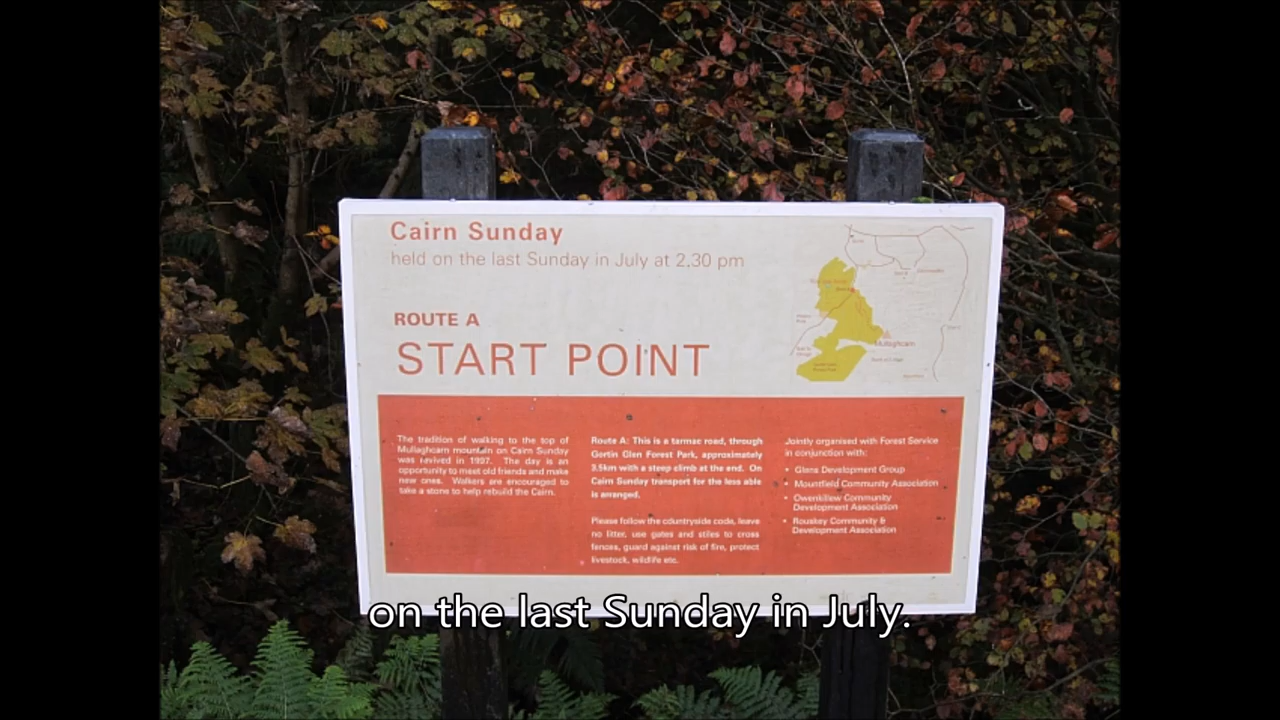 Cairn Sunday
held on the last Sunday in July at 2.30 pm
ROUTE A
START POINT
Mullaghcarn
The tradition of walking to the top of
Mullaghcarn mountain on Cairn Sunday
was revived in 1997. The day is an
opportunity to meet old friends and make
new ones. Walkers are encouraged to
take a stone to help rebuild the Cairn.
Route A: This is a tarmac road, through
Gortin Glen Forest Park, approximately
3.5km with a steep climb at the end. On
Cairn Sunday transport for the less able
is arranged.
Please follow the countryside code, leave
no litter, use gates and stiles to cross
fences, guard against risk of fire, protect
livestock, wildlife etc.
Jointly organised with Forest Service
in conjunction with:
• Glens Development Group
• Mountfield Community Association
• Owenkillew Community
Development Association
• Rouskey Community &
Development Association
on the last Sunday in July.